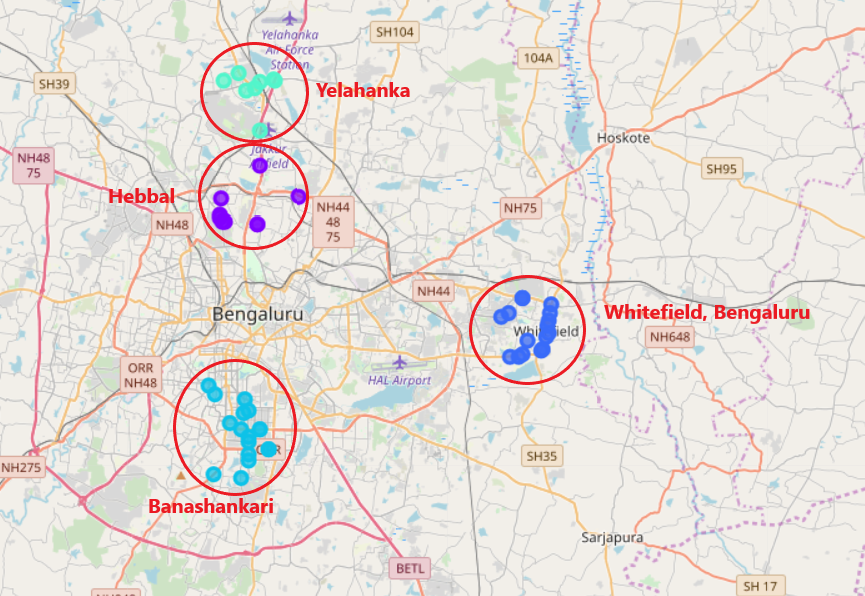 SH104
Yelahanka
Air Force
Station
104A
SH39
Yelahanka
Hoskote
NH48
75
Jakkur
field
SH95
Hebbal
NH44
48
75
NH75
NH48
NH44
Bengaluru
Whitefield, Bengaluru
Whitefield
NH648
ORR
NH48
HAL Airport
SH35
NH275
Banashankari
Sarjapura
BETL
SH 17